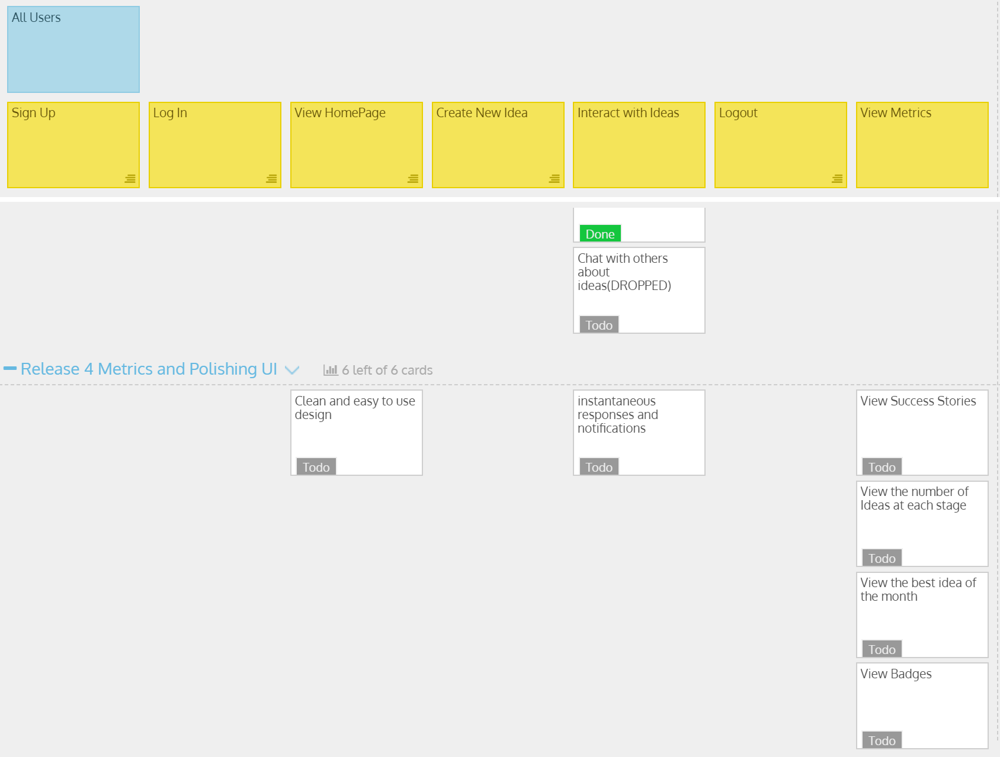 All Users
Sign Up
Log In
View HomePage
Create New Idea
Interact with Ideas
Logout
View Metrics
Done
Chat with others
about
ideas(DROPPED)
Todo
Release 4 Metrics and Polishing UI
6 left of 6 cards
Clean and easy to use
design
Todo
instantaneous
responses and
notifications
Todo
View Success Stories
Todo
View the number of
Ideas at each stage
Todo
View the best idea of
the month
Todo
View Badges
Todo